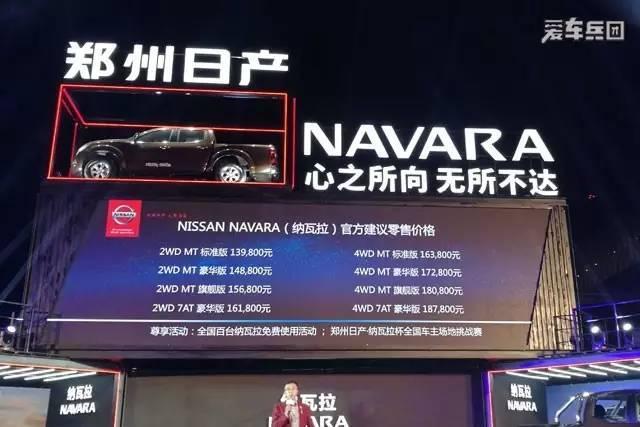 爱车兵团
郑州日产
NAVARA
心之所向 无所不达
NISSAN
NISSAN NAVARA（纳瓦拉）官方建议零售价格
2WD MT 标准版 139,800元
2WD MT 豪华版 148,800元
2WD MT 旗舰版 156,800元
2WD 7AT 豪华版 161,800元
4WD MT 标准版 163,800元
4WD MT 豪华版 172,800元
4WD MT 旗舰版 180,800元
4WD 7AT 豪华版 187,800元
尊享活动：全国百台纳瓦拉免费使用活动 ；郑州日产·纳瓦拉杯全国车主场地挑战赛
纳瓦拉
NAVARA
纳瓦拉
NAVARA
纳瓦拉
NAVARA